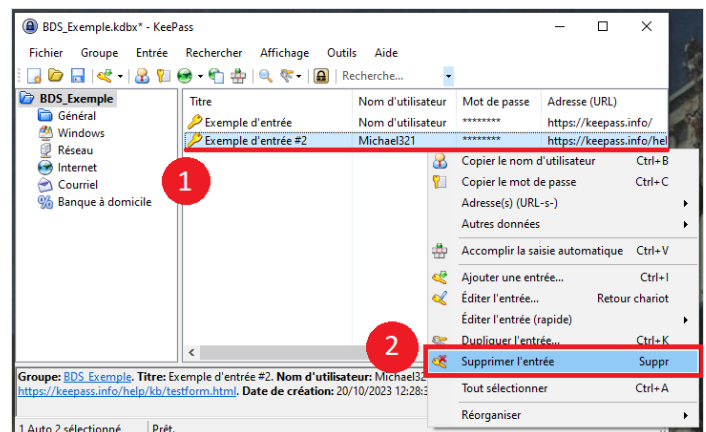 BDS_Exemple.kdbx* - KeePass
Fichier Groupe Entrée Rechercher Affichage Outils Aide
Recherche...
BDS_Exemple
Général
Windows
Réseau
Internet
Courriel
Banque à domicile
Titre Nom d'utilisateur Mot de passe Adresse (URL)
Exemple d'entrée Nom d'utilisateur ******** https://keepass.info/
Exemple d'entrée #2 Michael321 ******** https://keepass.info/hel
1
Copier le nom d'utilisateur Ctrl+B
Copier le mot de passe Ctrl+C
Adresse(s) (URL-s-)
Autres données
Accomplir la saisie automatique Ctrl+V
Ajouter une entrée... Ctrl+I
Éditer l'entrée... Retour chariot
Éditer l'entrée (rapide)
Dupliquer l'entrée... Ctrl+K
2
Supprimer l'entrée Suppr
Tout sélectionner Ctrl+A
Réorganiser
Groupe: BDS_Exemple. Titre: Exemple d'entrée #2. Nom d'utilisateur: Michael32
https://keepass.info/help/kb/testform.html. Date de création: 20/10/2023 12:28:3
1 Auto 2 sélectionné Prêt.